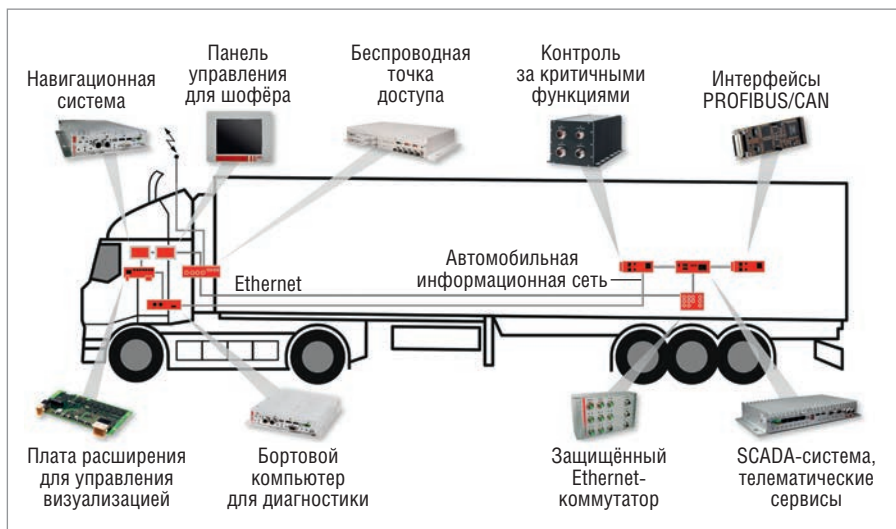 Навигационная
система
Панель
управления
для шофёра
Беспроводная
точка
доступа
Контроль
за критичными
функциями
Интерфейсы
PROFIBUS/CAN
Ethernet
Автомобильная
информационная сеть
Плата расширения
для управления
визуализацией
Бортовой
компьютер
для диагностики
Защищённый
Ethernet-
коммутатор
SCADA-система,
телематические
сервисы